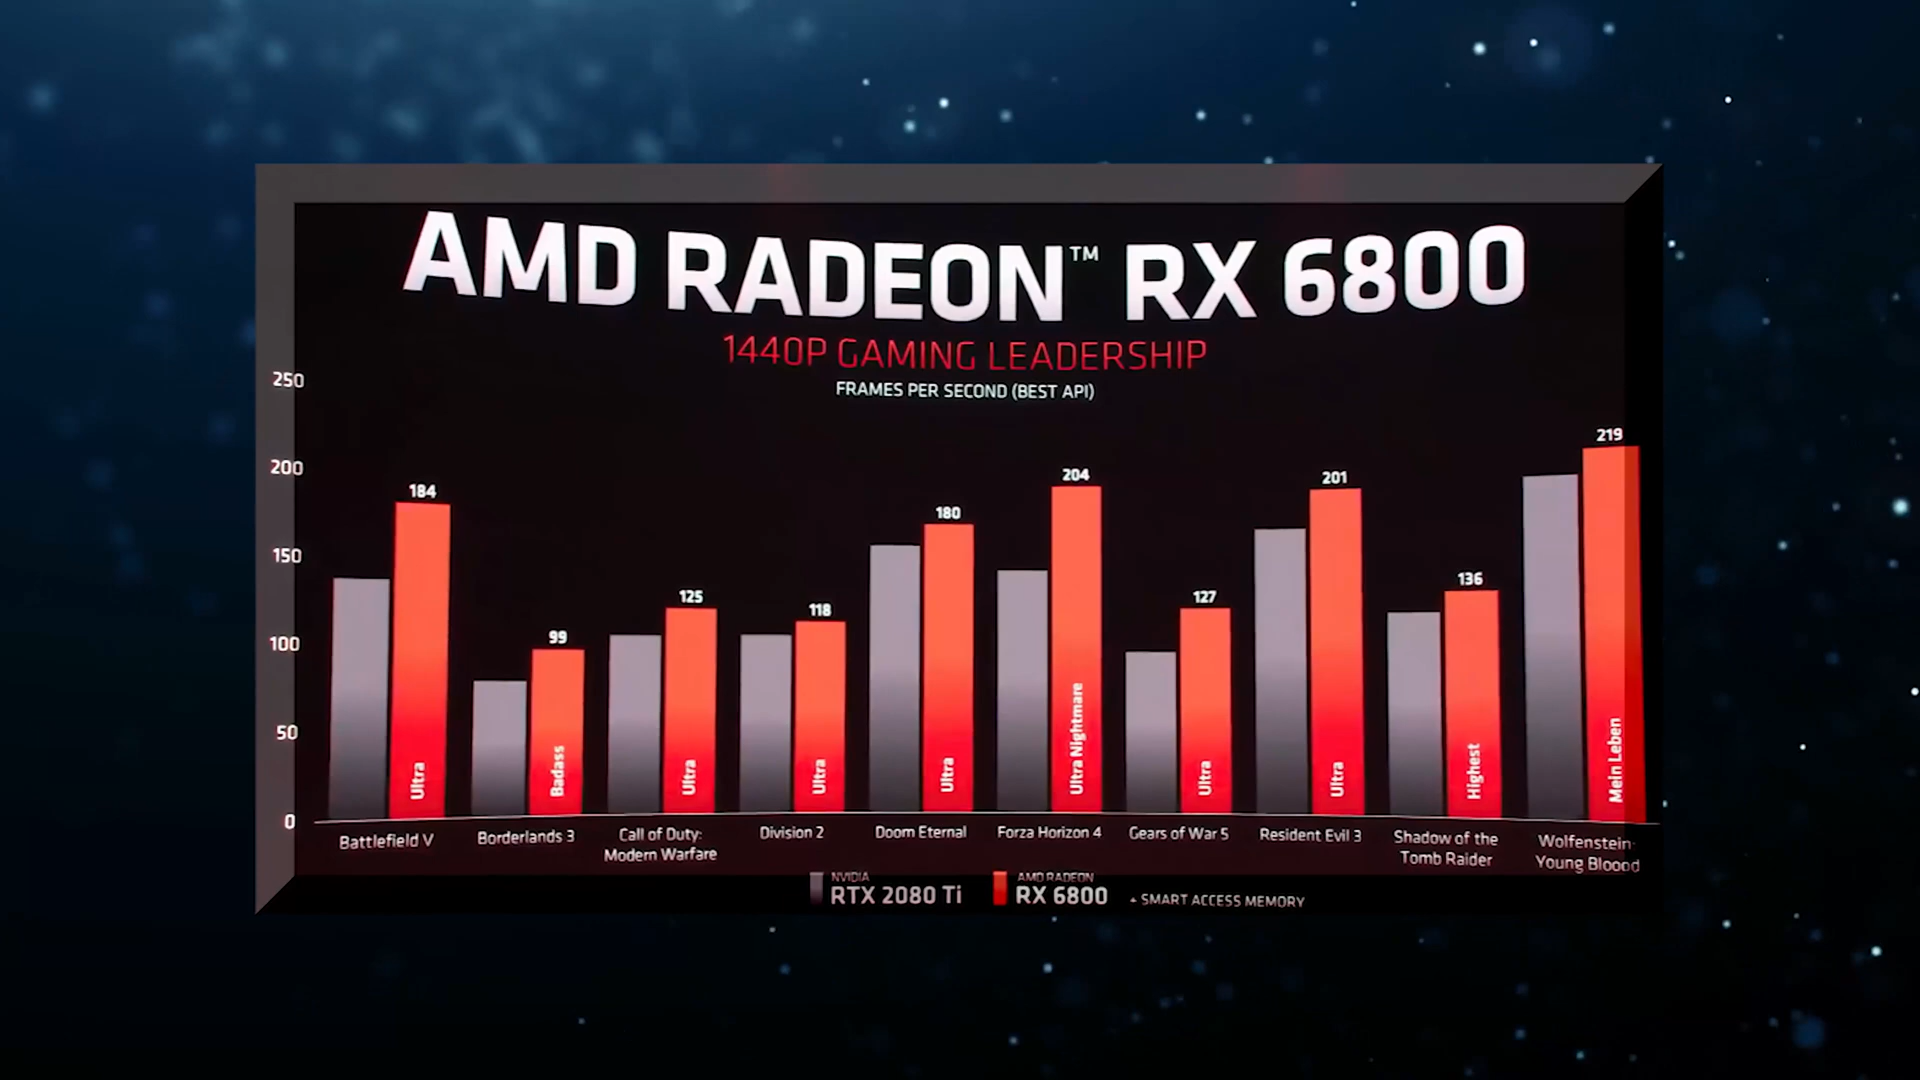 AMD RADEON™ RX 6800
1440P GAMING LEADERSHIP
FRAMES PER SECOND (BEST API)
250
200
150
100
50
0
184
99
125
118
180
204
127
201
136
219
Ultra
Badass
Ultra
Ultra
Ultra
Ultra Nightmare
Ultra
Ultra
Highest
Mein Leben
Battlefield V
Borderlands 3
Call of Duty:
Modern Warfare
Division 2
Doom Eternal
Forza Horizon 4
Gears of War 5
Resident Evil 3
Shadow of the
Tomb Raider
Wolfenstein:
Young Bloood
NVIDIA
RTX 2080 Ti
AMD RADEON
RX 6800
+ SMART ACCESS MEMORY